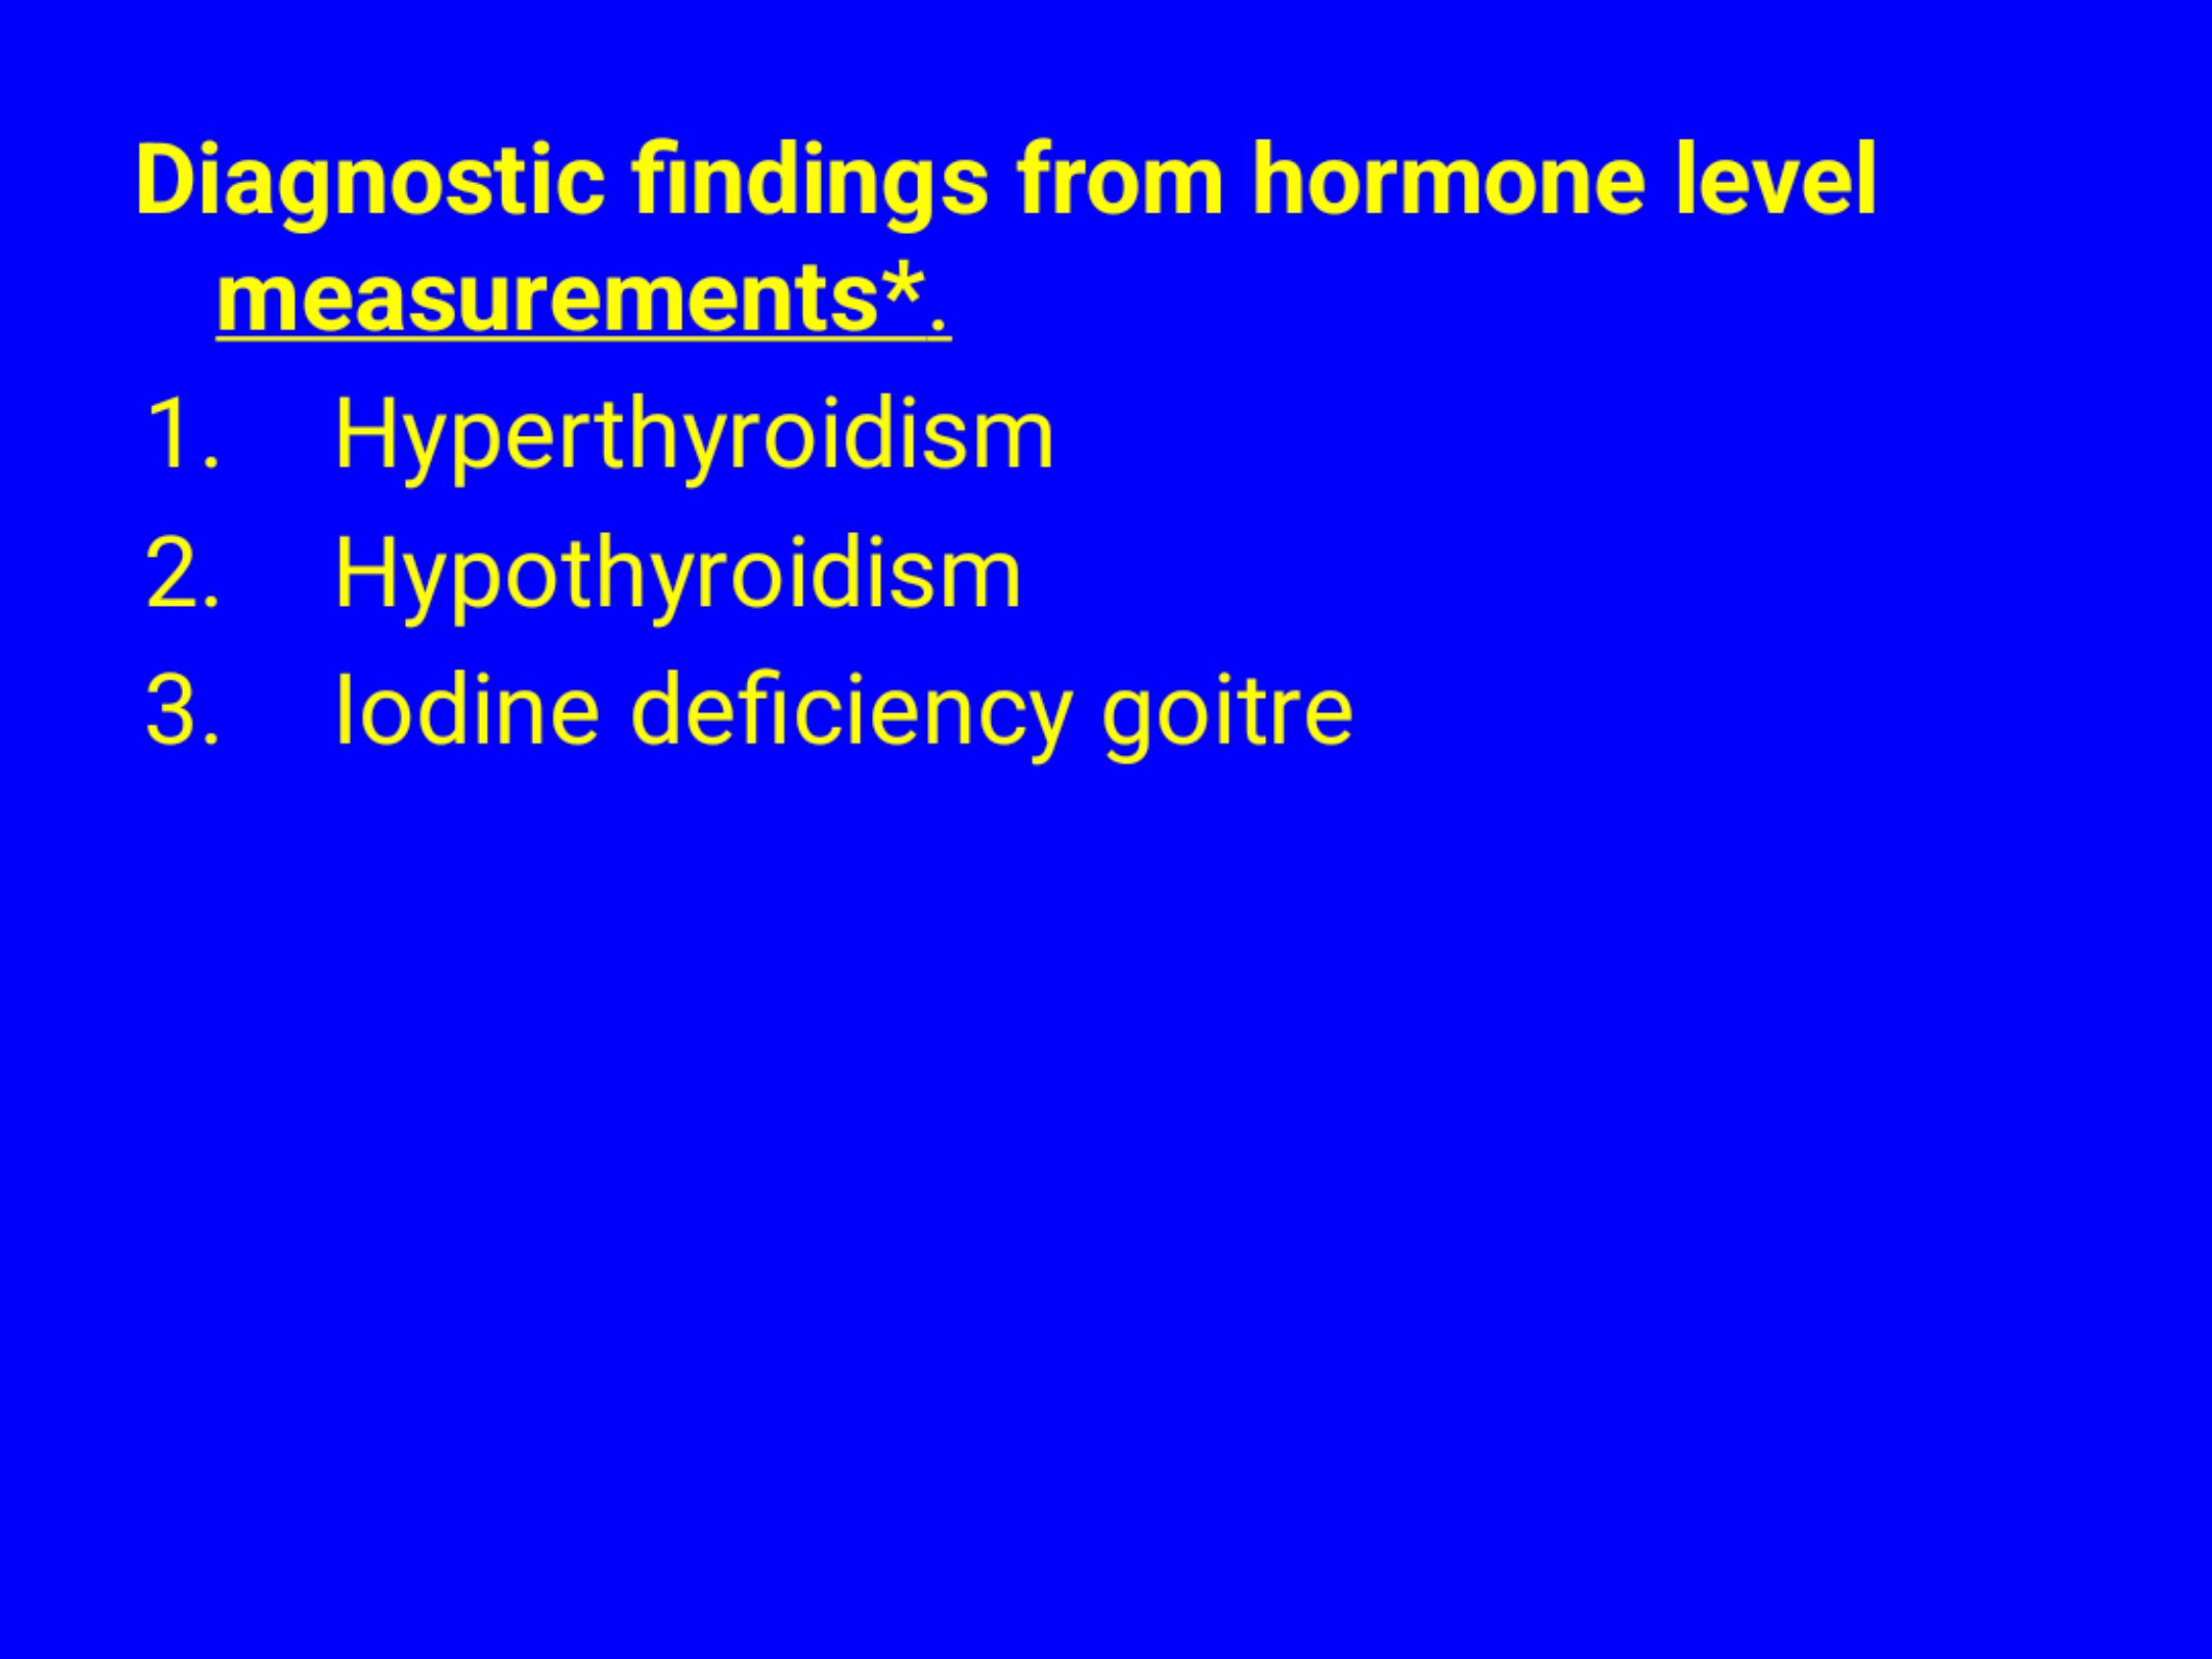 Diagnostic findings from hormone level
measurements*.
1. Hyperthyroidism
2. Hypothyroidism
3. Iodine deficiency goitre